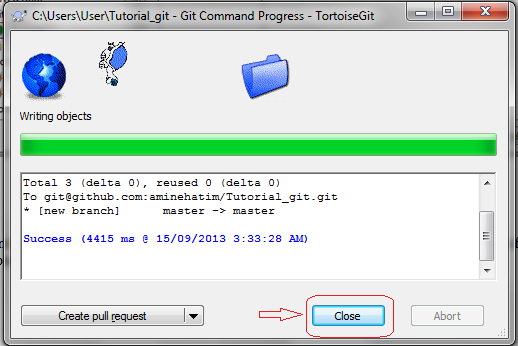 C:\Users\User\Tutorial_git - Git Command Progress - TortoiseGit
Writing objects
Total 3 (delta 0), reused 0 (delta 0)
To git@github.com:aminehatim/Tutorial_git.git
* [new branch]      master -> master
Success (4415 ms @ 15/09/2013 3:33:28 AM)
Create pull request
Close
Abort